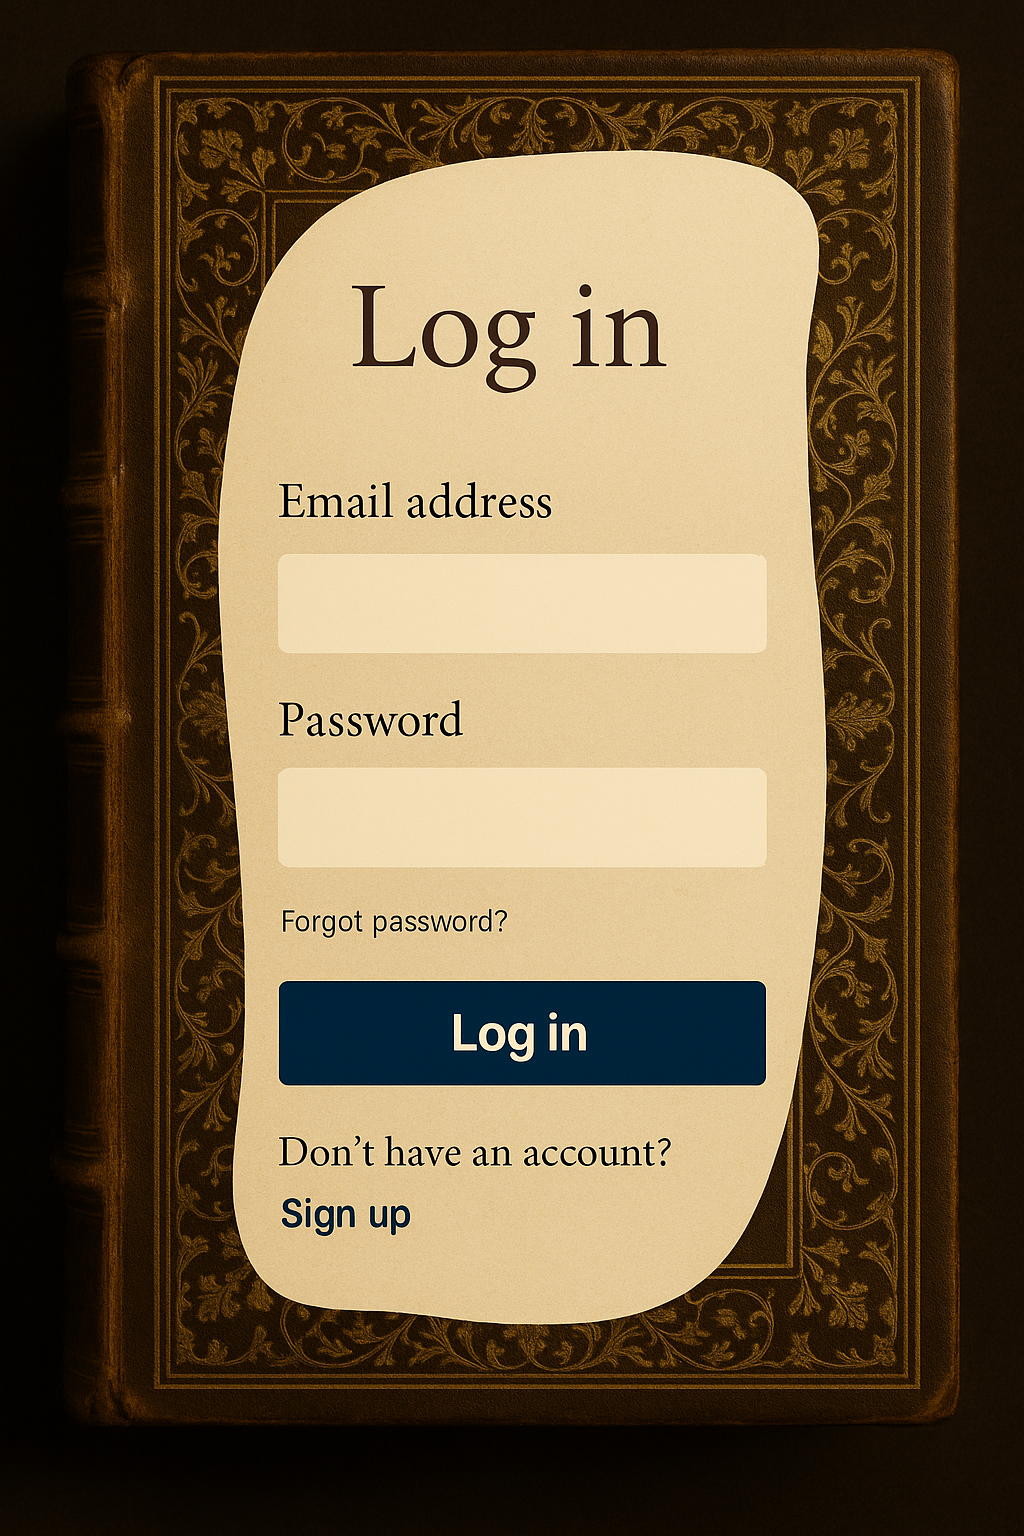 Log in
Email address
Password
Forgot password?
Log in
Don’t have an account?
Sign up